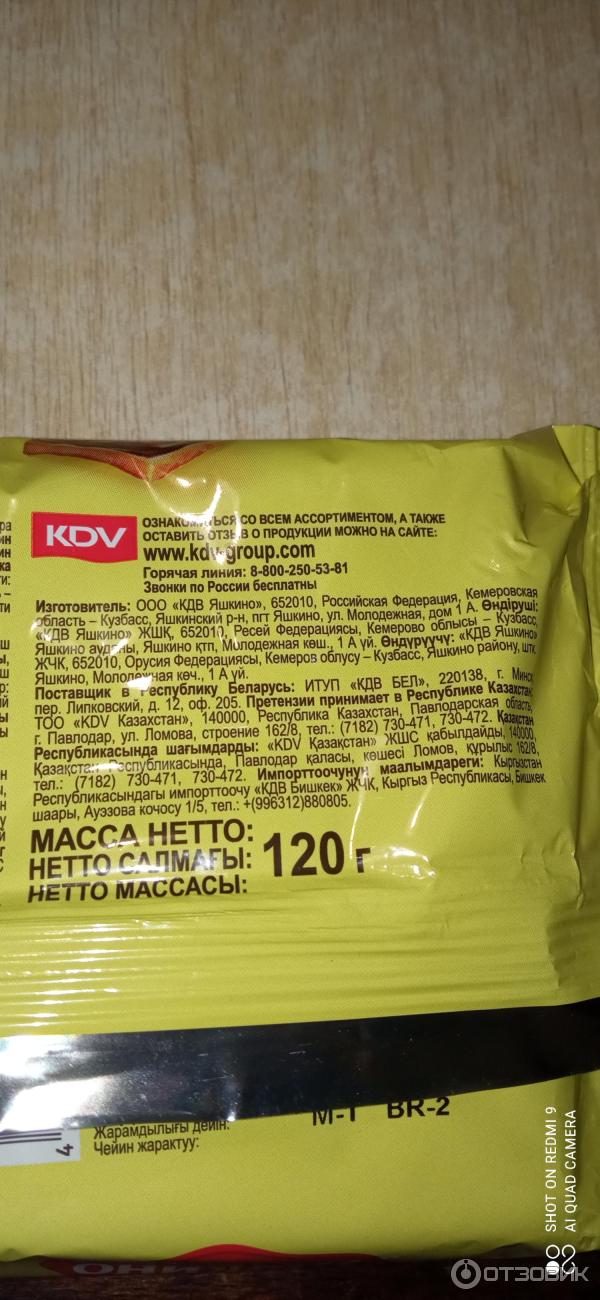 KDV
ОЗНАКОМИТЬСЯ СО ВСЕМ АССОРТИМЕНТОМ, А ТАКЖЕ
ОСТАВИТЬ ОТЗЫВ О ПРОДУКЦИИ МОЖНО НА САЙТЕ:
www.kdv-group.com
Горячая линия: 8-800-250-53-81
Звонки по России бесплатны
Изготовитель: ООО «КДВ Яшкино», 652010, Российская Федерация, Кемеровская
область – Кузбасс, Яшкинский р-н, пгт Яшкино, ул. Молодежная, дом 1 А. Өндіруші:
«КДВ Яшкино» ЖШҚ, 652010, Ресей Федерациясы, Кемерово облысы – Кузбасс,
Яшкино ауданы, Яшкино қтп, Молодежная көш., 1 А үй. Өндүрүүчү: «КДВ Яшкино»
ЖЧК, 652010, Орусия Федерациясы, Кемеров облусу – Кузбасс, Яшкино району, штк
Яшкино, Молодежная көч., 1 А үй.
Поставщик в Республику Беларусь: ИТУП «КДВ БЕЛ», 220138, г. Минск,
пер. Липковский, д. 12, оф. 205. Претензии принимает в Республике Казахстан:
ТОО «KDV Казахстан», 140000, Республика Казахстан, Павлодарская область,
г. Павлодар, ул. Ломова, строение 162/8, тел.: (7182) 730-471, 730-472. Қазақстан
Республикасында шағымдарды: «KDV Қазақстан» ЖШС қабылдайды, 140000,
Қазақстан Республикасында, Павлодар қаласы, көшесі Ломов, құрылыс 162/8,
тел.: (7182) 730-471, 730-472. Импорттоочунун маалымдареги: Кыргызстан
Республикасындагы импорттоочу «КДВ Бишкек» ЖЧК, Кыргыз Республикасы, Бишкек
шаары, Ауэзова кочосу 1/5, тел.: +(996312)880805.
МАССА НЕТТО:
НЕТТО САЛМАҒЫ: 120 г
НЕТТО МАССАСЫ:
М-1 BR-2
Жарамдылығы дейін:
Чейин жарактуу:
4
SHOT ON REDMI 9
AI QUAD CAMERA
ОТЗОВИК